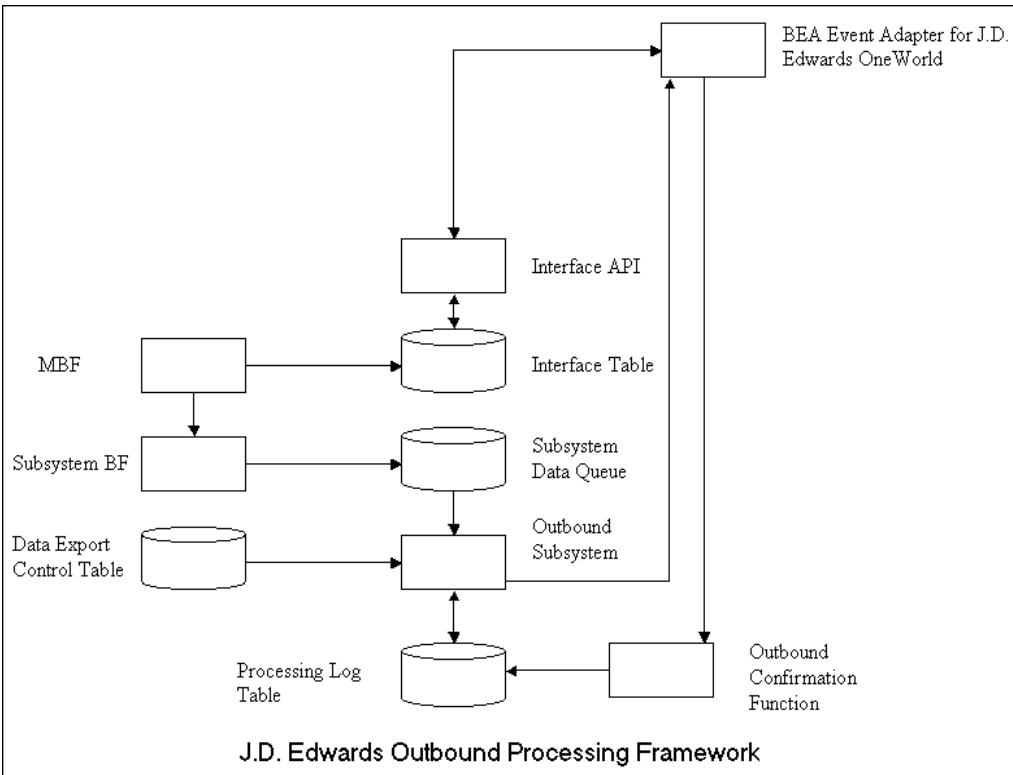 BEA Event Adapter for J.D.
Edwards OneWorld
Interface API
MBF
Interface Table
Subsystem BF
Subsystem
Data Queue
Data Export
Control Table
Outbound
Subsystem
Processing Log
Table
Outbound
Confirmation
Function
J.D. Edwards Outbound Processing Framework